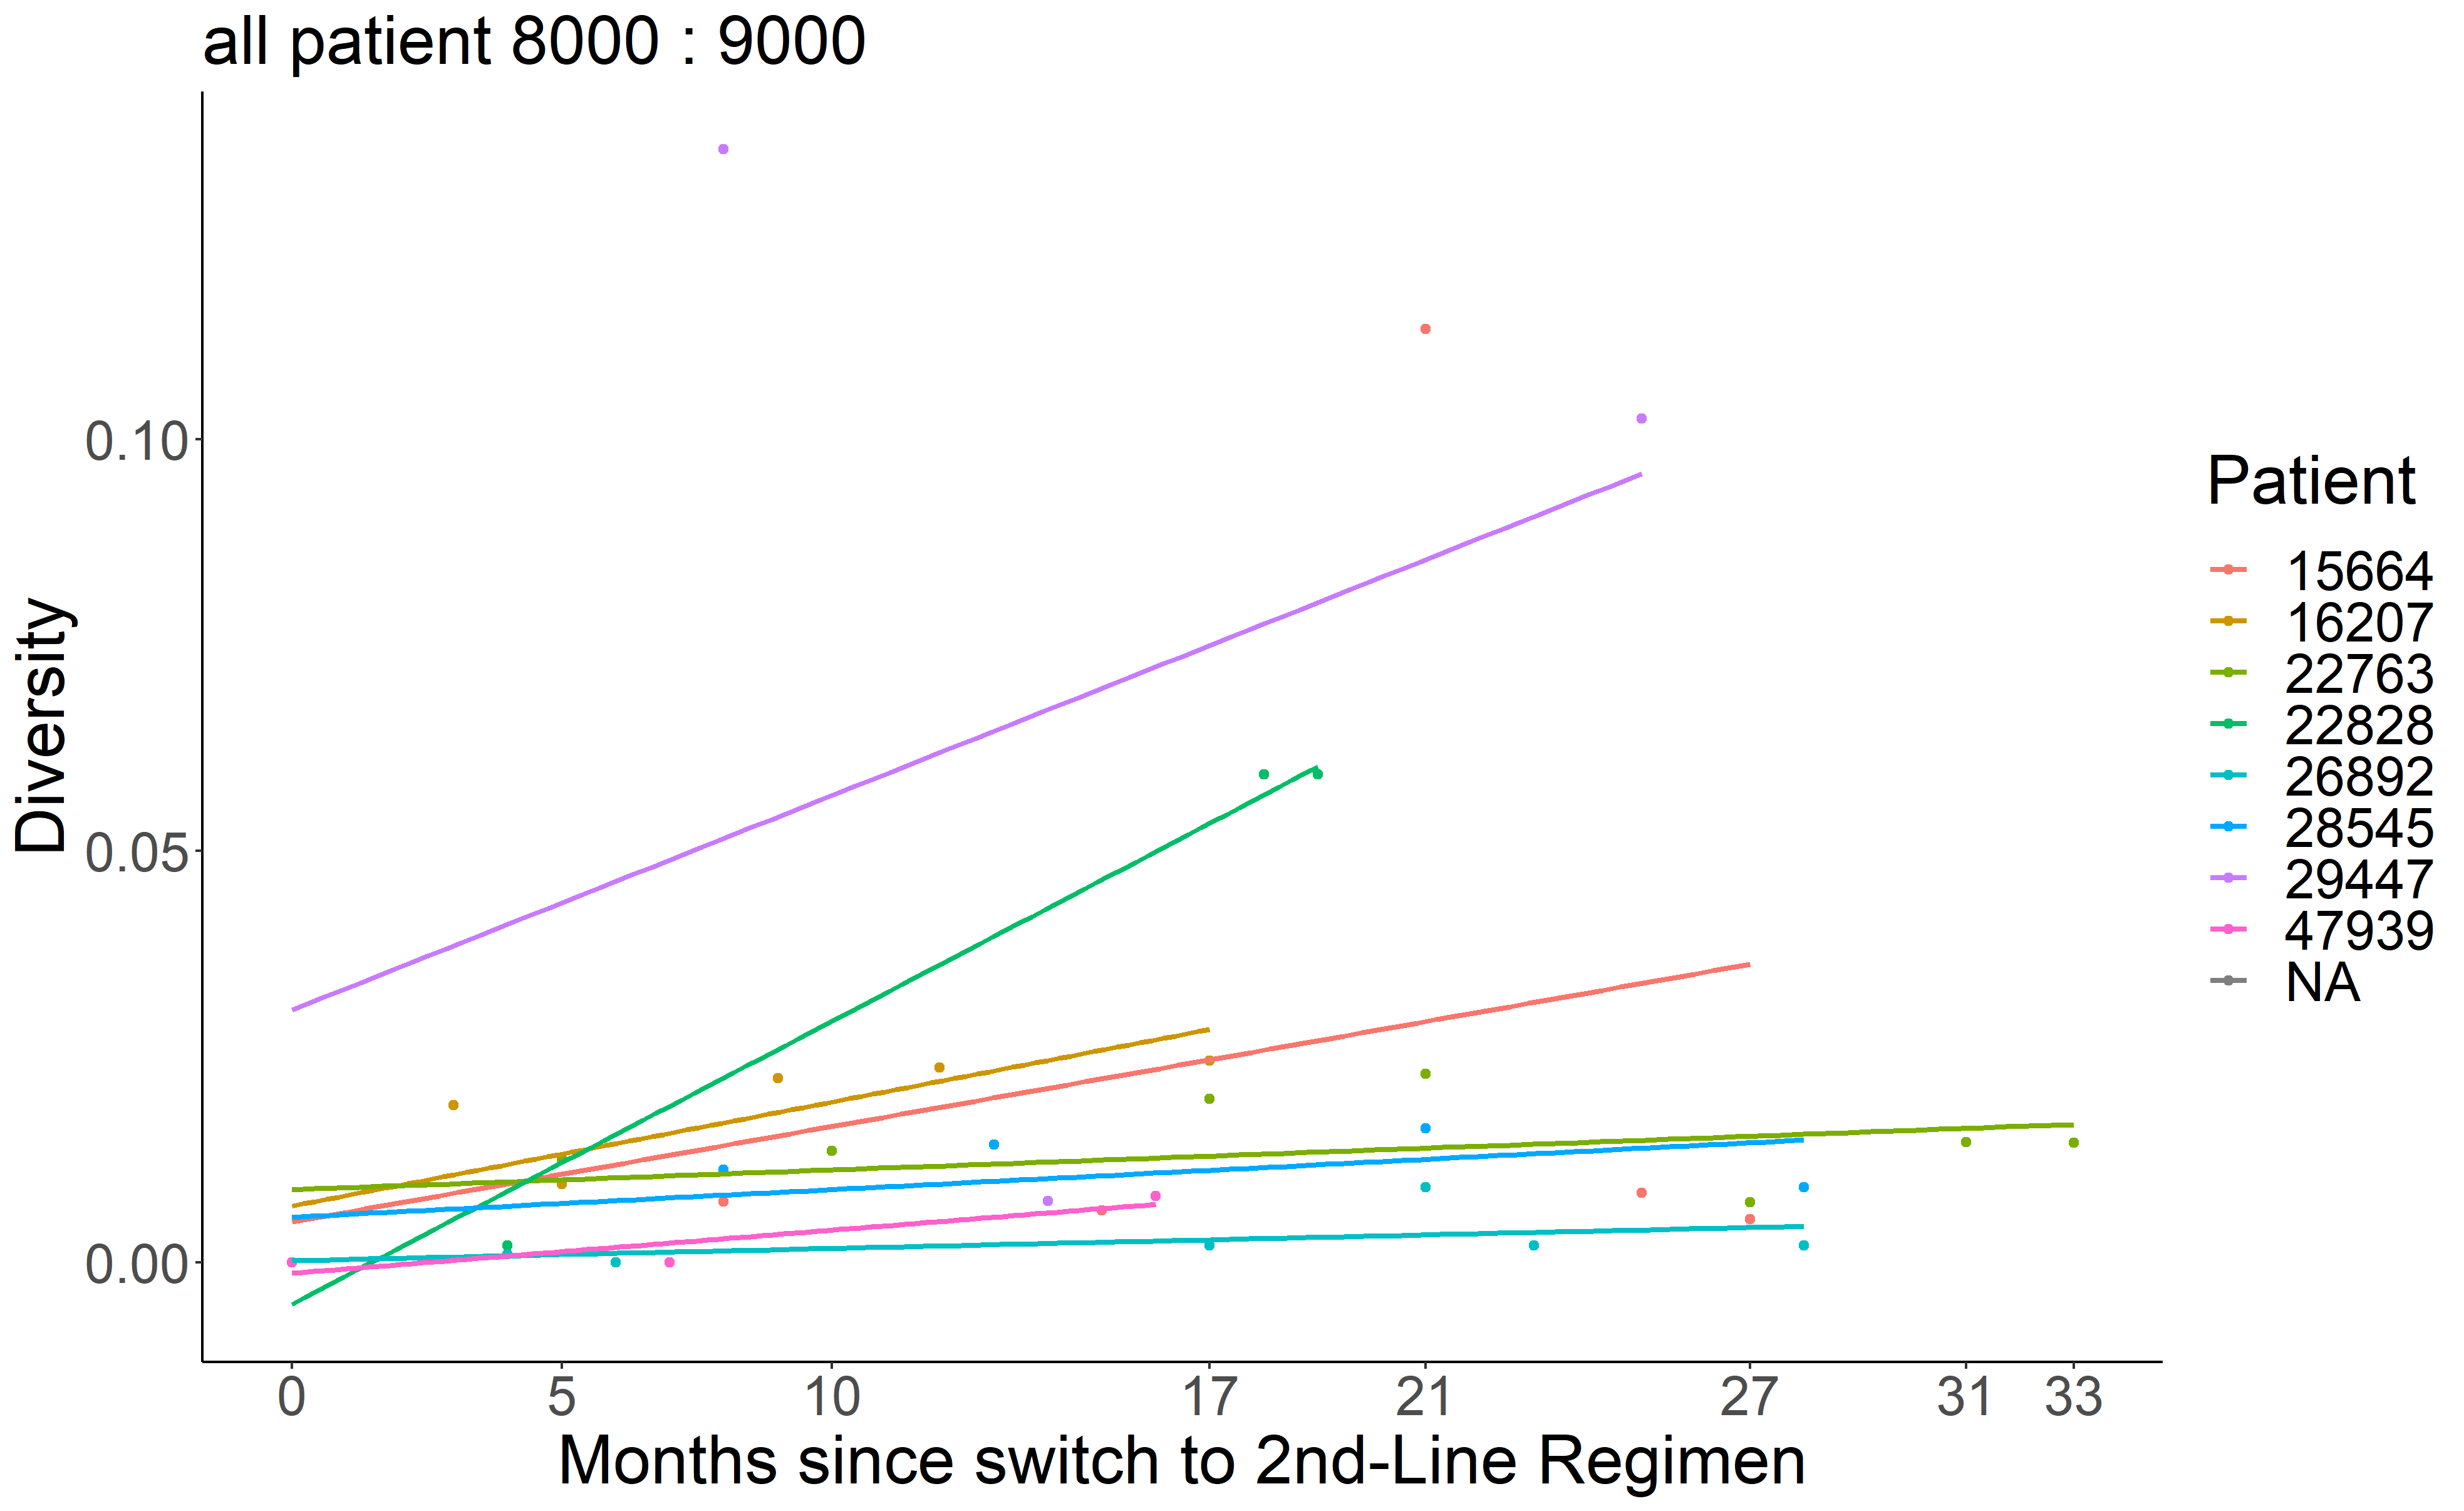 all patient 8000 : 9000
Diversity
0.10
0.05
0.00
0 5 10 17 21 27 31 33
Months since switch to 2nd-Line Regimen
Patient
15664
16207
22763
22828
26892
28545
29447
47939
NA